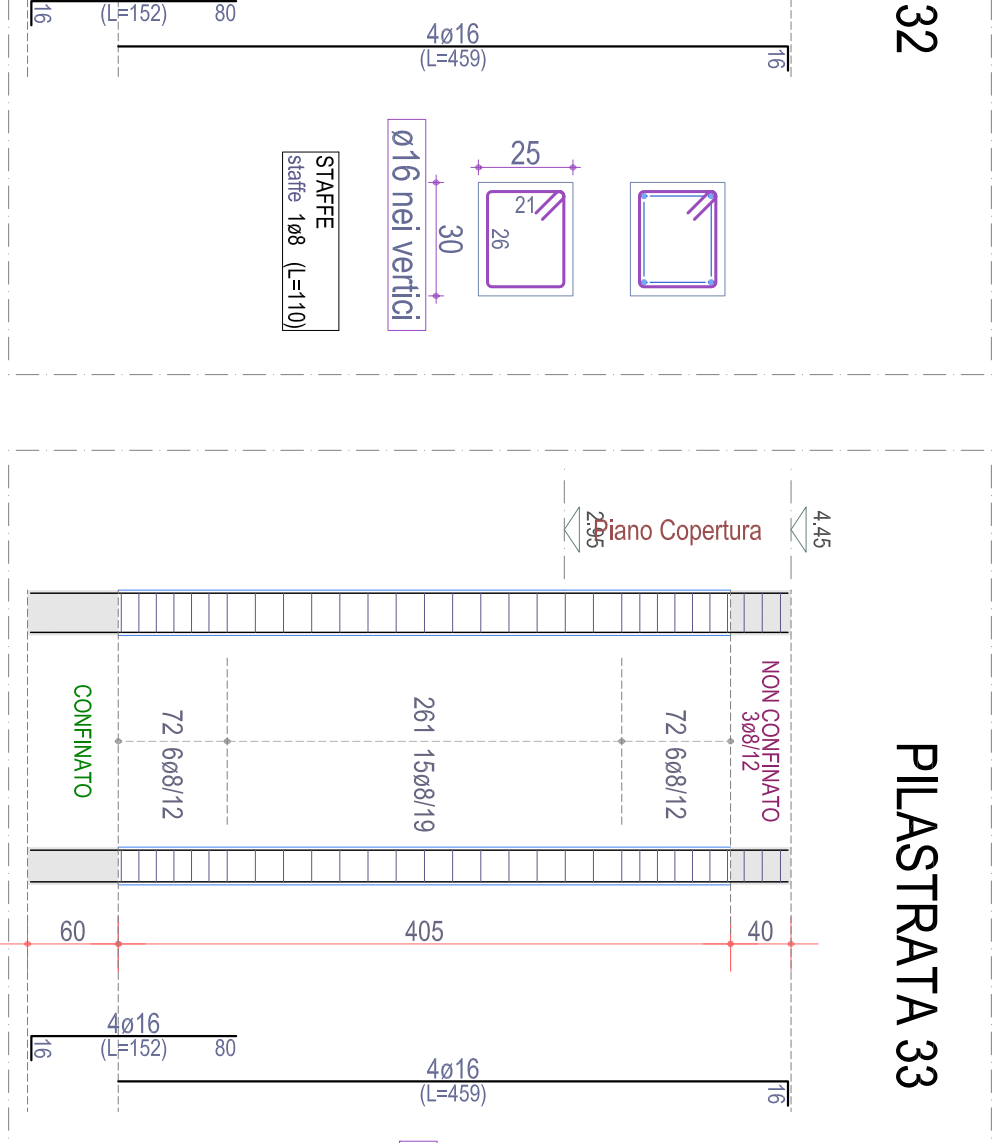 16
(L=152)
80
4ø16
(L=459)
16
32
25
21
26
30
ø16 nei vertici
STAFFE
staffe 1ø8 (L=110)
2.95
Piano Copertura
4.45
CONFINATO
72 6ø8/12
261 15ø8/19
72 6ø8/12
NON CONFINATO
3ø8/12
PILASTRATA 33
60
405
40
4ø16
16
(L=152)
80
4ø16
(L=459)
16